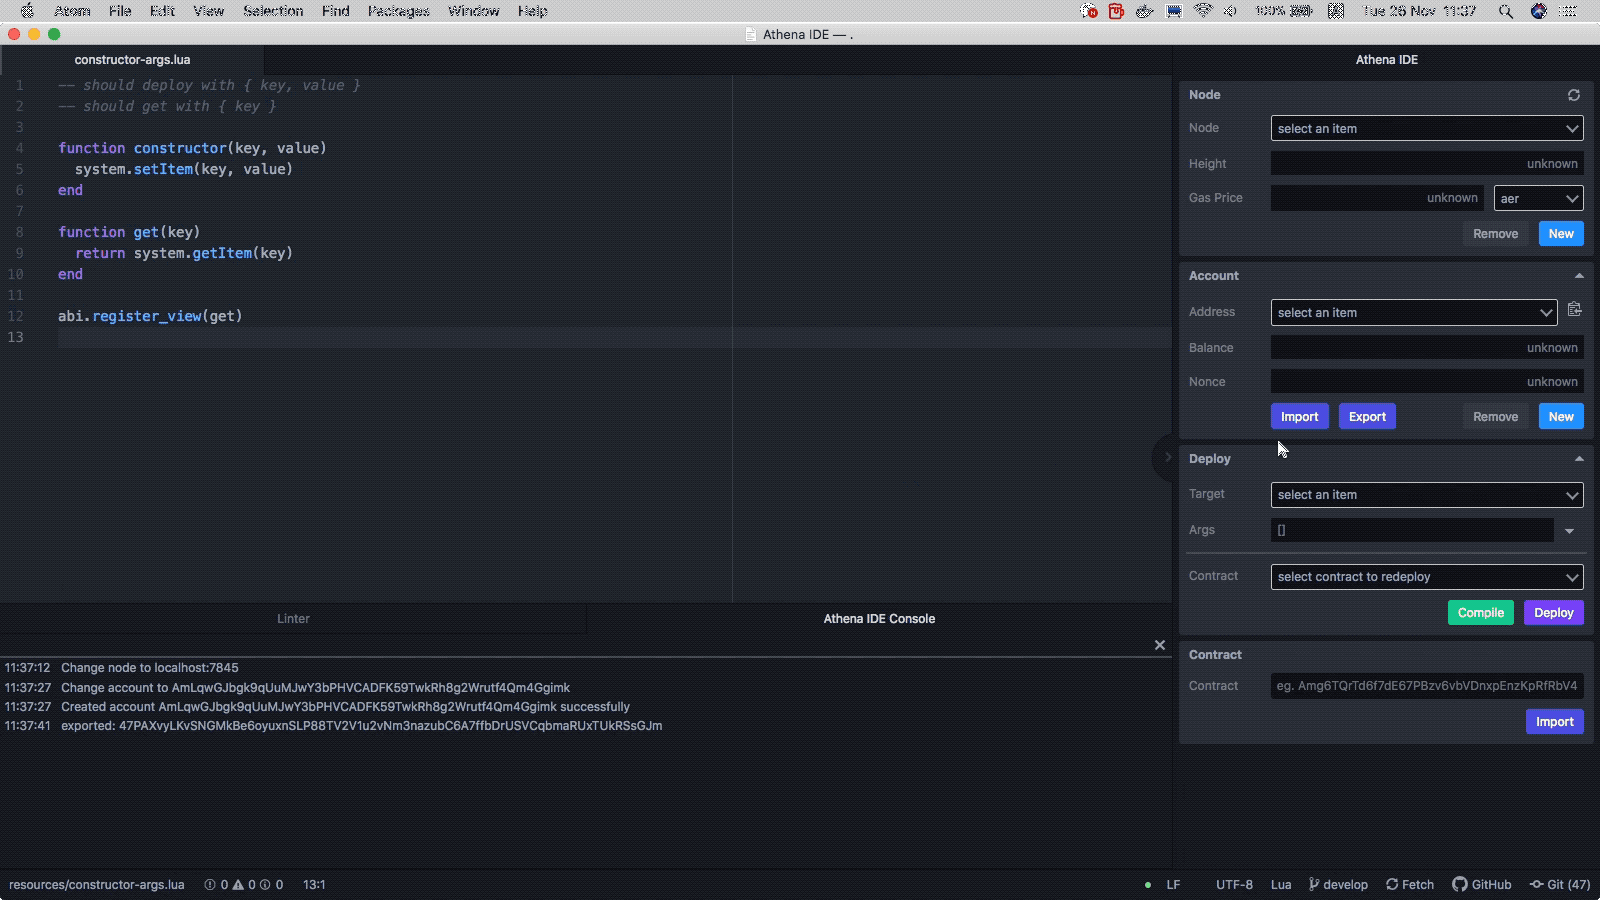 Atom File Edit View Selection Find Packages Window Help 100% Tue 26 Nov 11:37
Athena IDE — .
constructor-args.lua
1 -- should deploy with { key, value }
2 -- should get with { key }
3
4 function constructor(key, value)
5 system.setItem(key, value)
6 end
7
8 function get(key)
9 return system.getItem(key)
10 end
11
12 abi.register_view(get)
13
Linter Athena IDE Console
11:37:12 Change node to localhost:7845
11:37:27 Change account to AmLqwGJbgk9qUuMJwY3bPHVCADFK59TwkRh8g2Wrutf4Qm4Ggimk
11:37:27 Created account AmLqwGJbgk9qUuMJwY3bPHVCADFK59TwkRh8g2Wrutf4Qm4Ggimk successfully
11:37:41 exported: 47PAXvyLKvSNGMkBe6oyuxnSLP88TV2V1u2vNm3nazubC6A7ffbDrUSVCqbmaRUxTUkRSsGJm
Athena IDE
Node
Node select an item
Height unknown
Gas Price unknown aer
Remove New
Account
Address select an item
Balance unknown
Nonce unknown
Import Export Remove New
Deploy
Target select an item
Args []
Contract select contract to redeploy
Compile Deploy
Contract
Contract eg. Amg6TQrTd6f7dE67PBzv6vbVDnxpEnzKpRfRbV4
Import
resources/constructor-args.lua 0 0 0 13:1 LF UTF-8 Lua develop Fetch GitHub Git (47)